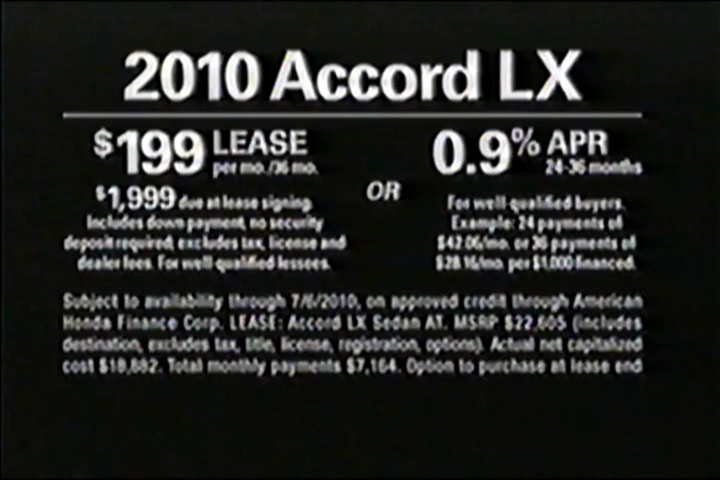 2010 Accord LX
$199 LEASE
per mo./36 mo.
$1,999 due at lease signing.
Includes down payment, no security
deposit required, excludes tax, license and
dealer fees. For well-qualified lessees.
OR
0.9% APR
24-36 months
For well-qualified buyers.
Example: 24 payments of
$42.06/mo. or 36 payments of
$28.16/mo. per $1,000 financed.
Subject to availability through 7/6/2010, on approved credit through American
Honda Finance Corp. LEASE: Accord LX Sedan AT. MSRP $22,605 (includes
destination, excludes tax, title, license, registration, options). Actual net capitalized
cost $18,882. Total monthly payments $7,164. Option to purchase at lease end